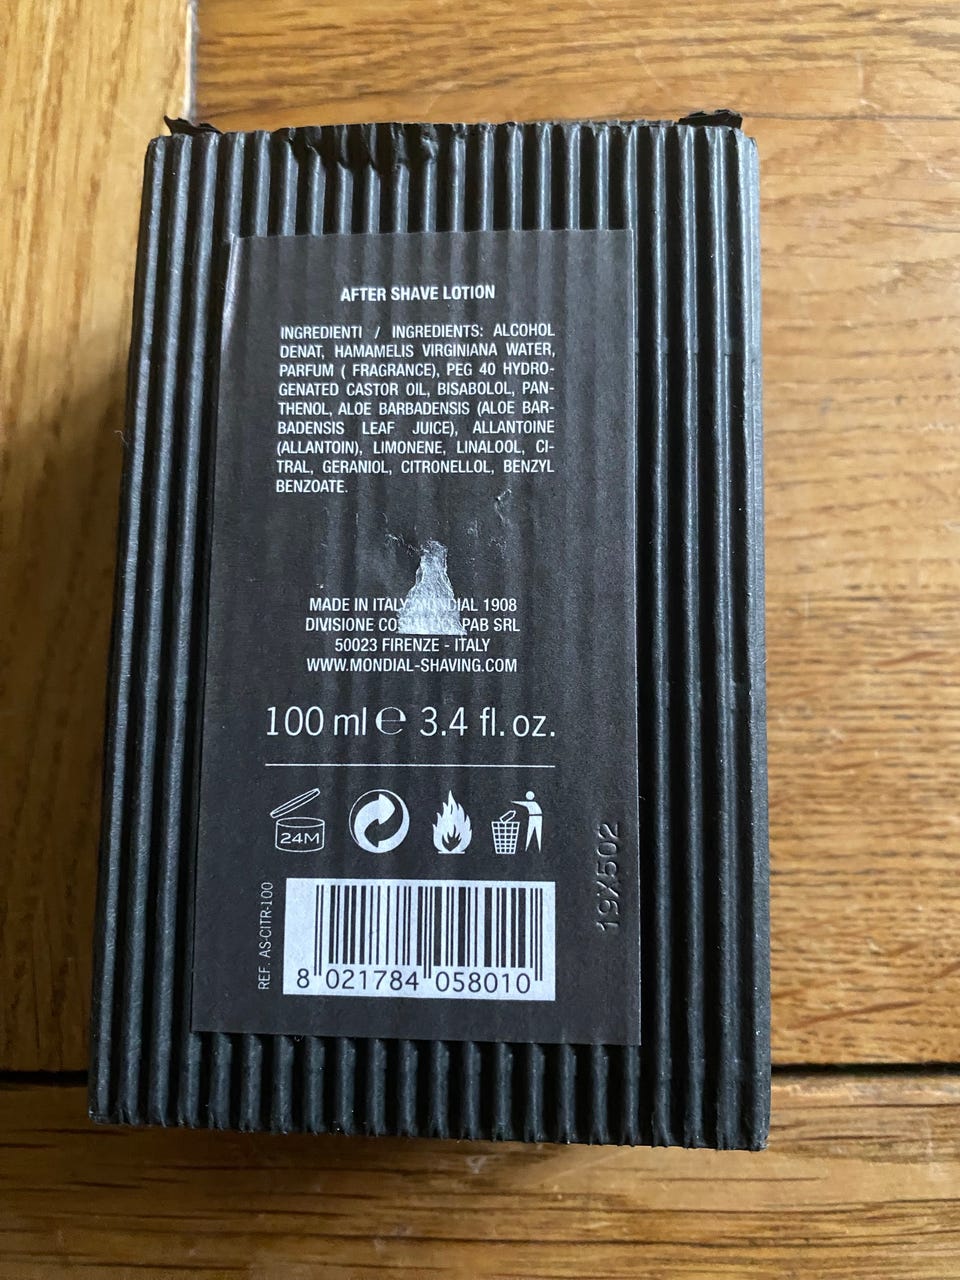 AFTER SHAVE LOTION
INGREDIENTI / INGREDIENTS: ALCOHOL
DENAT, HAMAMELIS VIRGINIANA WATER,
PARFUM ( FRAGRANCE), PEG 40 HYDRO-
GENATED CASTOR OIL, BISABOLOL, PAN-
THENOL, ALOE BARBADENSIS (ALOE BAR-
BADENSIS LEAF JUICE), ALLANTOINE
(ALLANTOIN), LIMONENE, LINALOOL, CI-
TRAL, GERANIOL, CITRONELLOL, BENZYL
BENZOATE.
MADE IN ITALY MONDIAL 1908
DIVISIONE COSMETICI PAB SRL
50023 FIRENZE - ITALY
WWW.MONDIAL-SHAVING.COM
100 ml ℮ 3.4 fl. oz.
24M
19X502
REF. AS-CITR-100
8 021784 058010